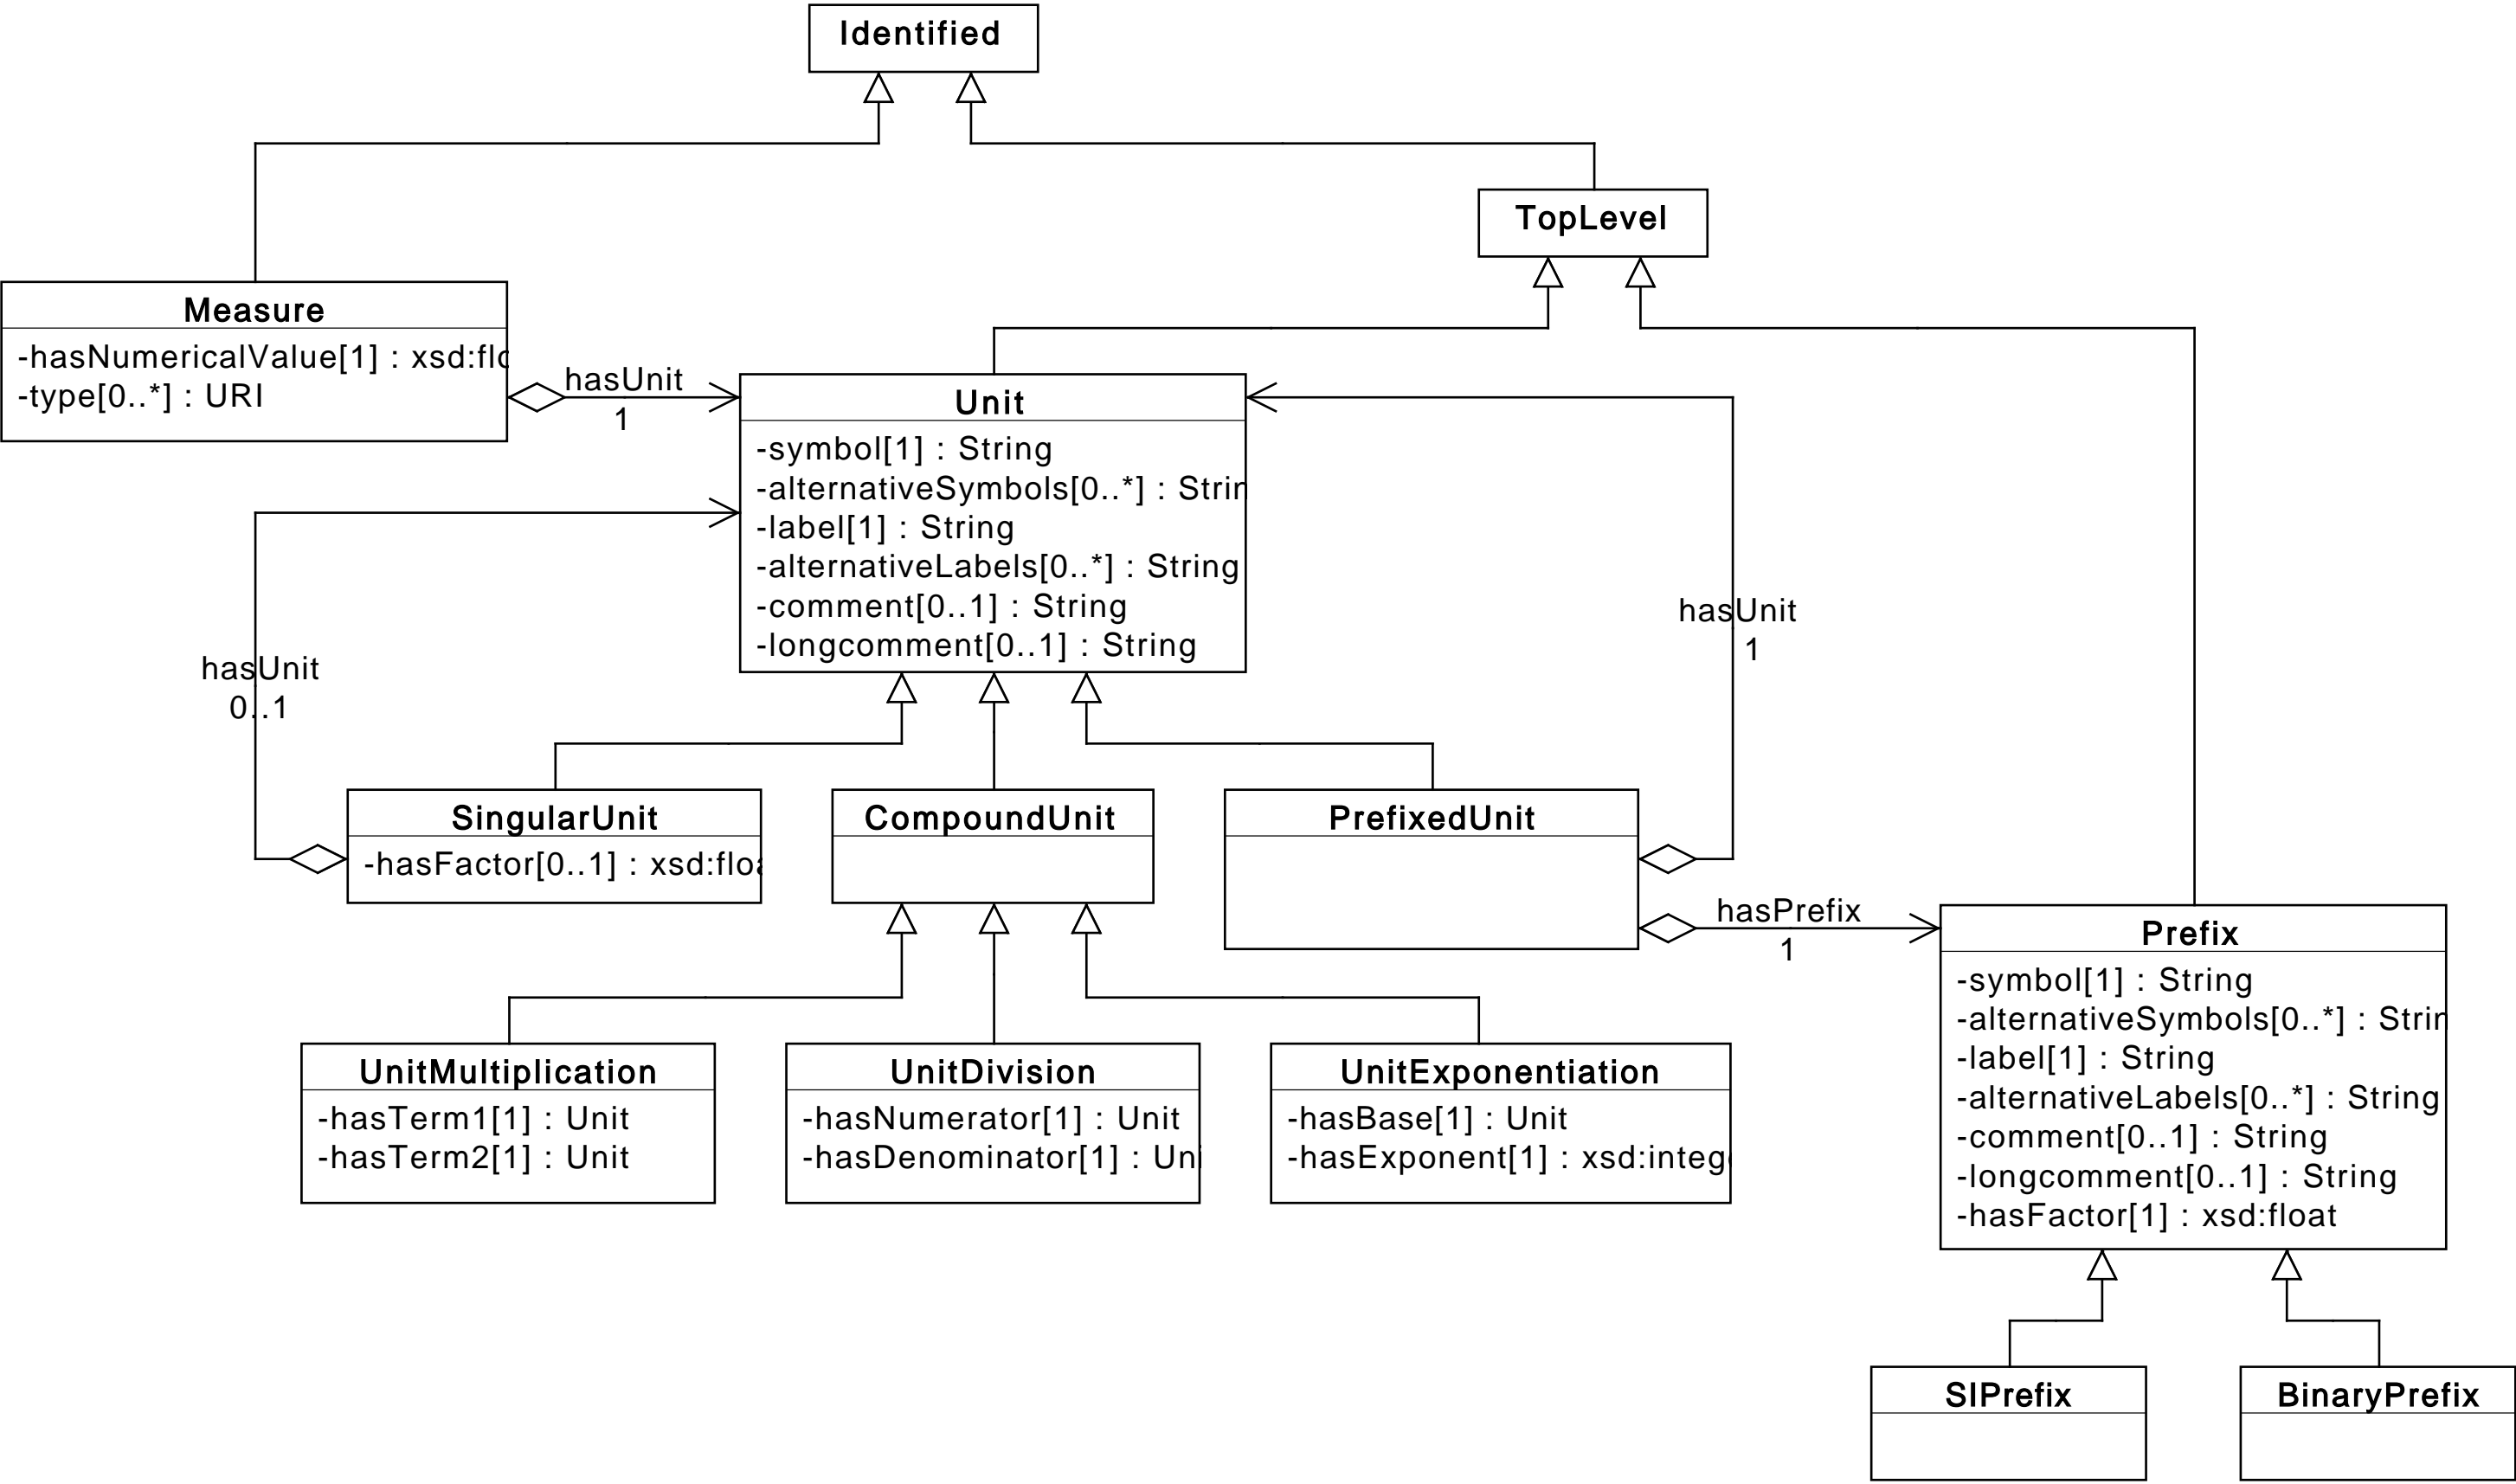 Identified
TopLevel
Measure
-hasNumericalValue[1] : xsd:flo
-type[0..*] : URI
hasUnit
1
Unit
-symbol[1] : String
-alternativeSymbols[0..*] : Strin
-label[1] : String
-alternativeLabels[0..*] : String
-comment[0..1] : String
-longcomment[0..1] : String
hasUnit
1
hasUnit
0..1
SingularUnit
-hasFactor[0..1] : xsd:floa
CompoundUnit
PrefixedUnit
hasPrefix
1
Prefix
-symbol[1] : String
-alternativeSymbols[0..*] : Strin
-label[1] : String
-alternativeLabels[0..*] : String
-comment[0..1] : String
-longcomment[0..1] : String
-hasFactor[1] : xsd:float
UnitMultiplication
-hasTerm1[1] : Unit
-hasTerm2[1] : Unit
UnitDivision
-hasNumerator[1] : Unit
-hasDenominator[1] : Uni
UnitExponentiation
-hasBase[1] : Unit
-hasExponent[1] : xsd:intege
SIPrefix
BinaryPrefix